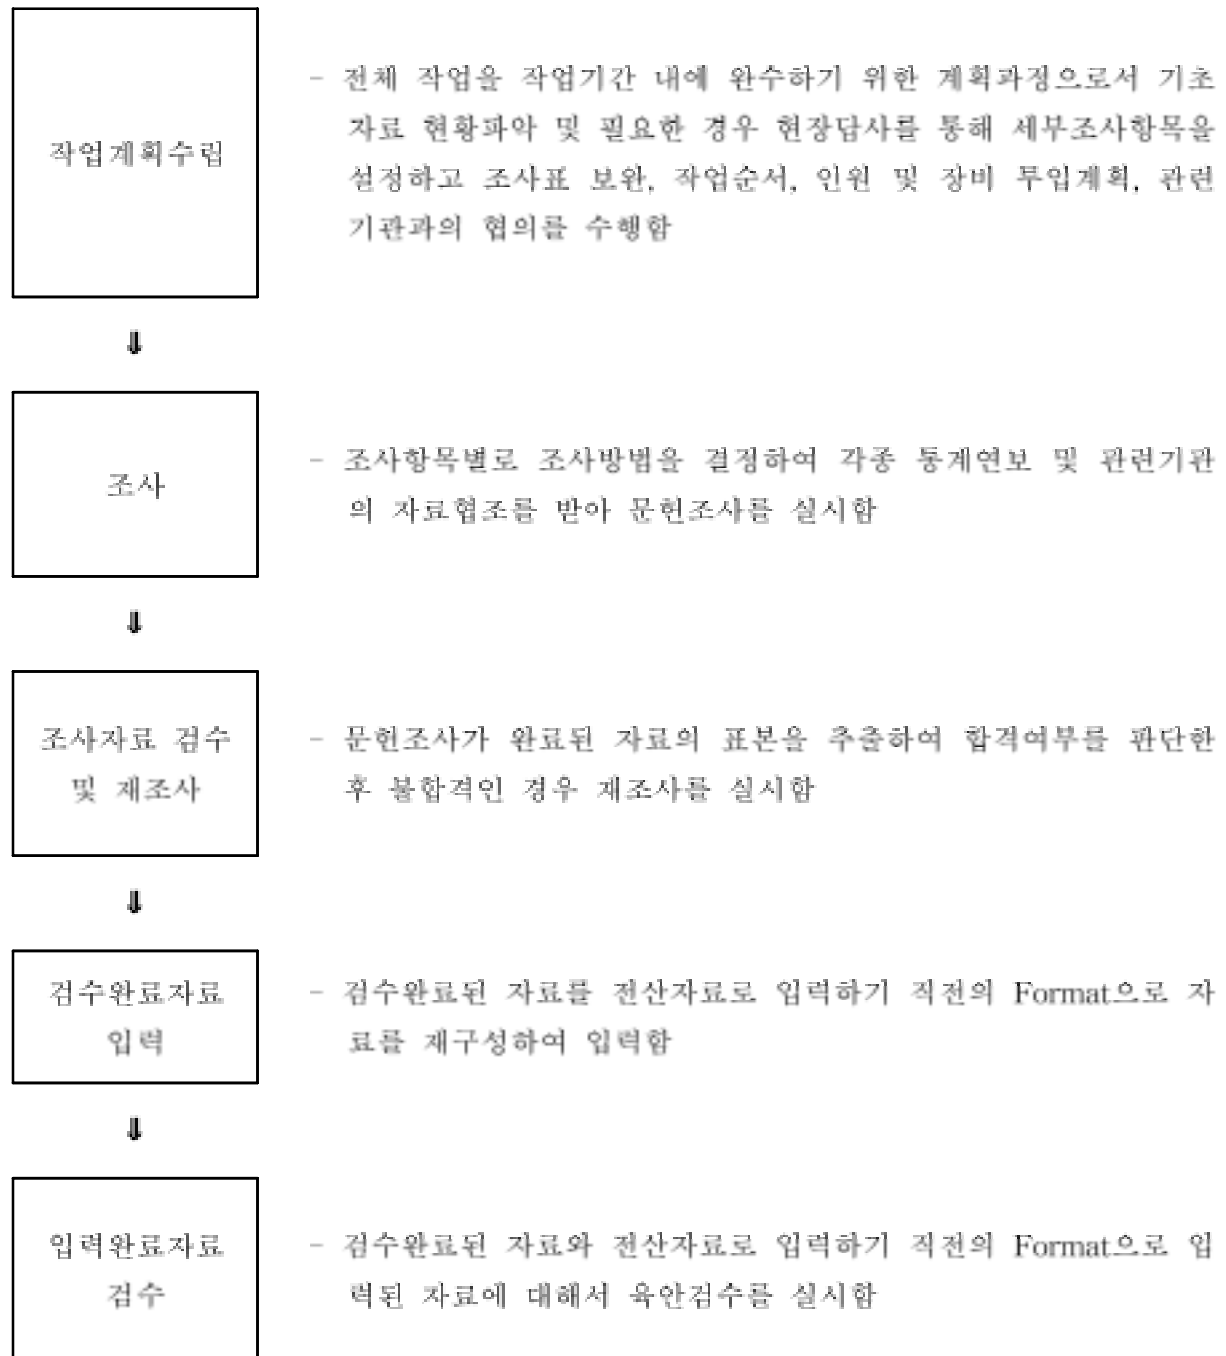 작업계획수립
- 전체 작업을 작업기간 내에 완수하기 위한 계획과정으로서 기초
자료 현황파악 및 필요한 경우 현장답사를 통해 세부조사항목을
설정하고 조사표 보완, 작업순서, 인원 및 장비 투입계획, 관련
기관과의 협의를 수행함
⇓
조사
- 조사항목별로 조사방법을 결정하여 각종 통계연보 및 관련기관
의 자료협조를 받아 문헌조사를 실시함
⇓
조사자료 검수
및 재조사
- 문헌조사가 완료된 자료의 표본을 추출하여 합격여부를 판단한
후 불합격인 경우 재조사를 실시함
⇓
검수완료자료
입력
- 검수완료된 자료를 전산자료로 입력하기 직전의 Format으로 자
료를 재구성하여 입력함
⇓
입력완료자료
검수
- 검수완료된 자료와 전산자료로 입력하기 직전의 Format으로 입
력된 자료에 대해서 육안검수를 실시함